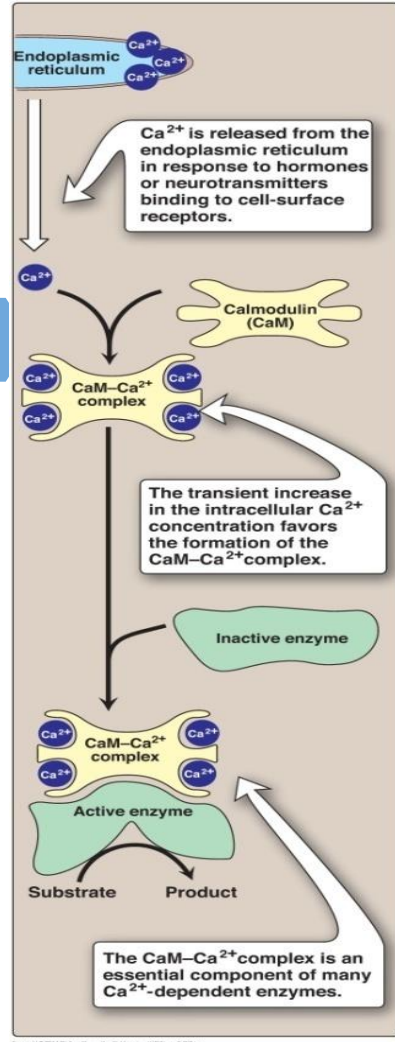 Ca²⁺
Endoplasmic
reticulum
Ca²⁺
Ca²⁺
Ca²⁺ is released from the
endoplasmic reticulum
in response to hormones
or neurotransmitters
binding to cell-surface
receptors.
Ca²⁺
Calmodulin
(CaM)
Ca²⁺
CaM–Ca²⁺
complex
Ca²⁺
Ca²⁺
Ca²⁺
The transient increase
in the intracellular Ca²⁺
concentration favors
the formation of the
CaM–Ca²⁺complex.
Inactive enzyme
Ca²⁺
CaM–Ca²⁺
complex
Ca²⁺
Ca²⁺
Ca²⁺
Active enzyme
Substrate
Product
The CaM–Ca²⁺complex is an
essential component of many
Ca²⁺-dependent enzymes.